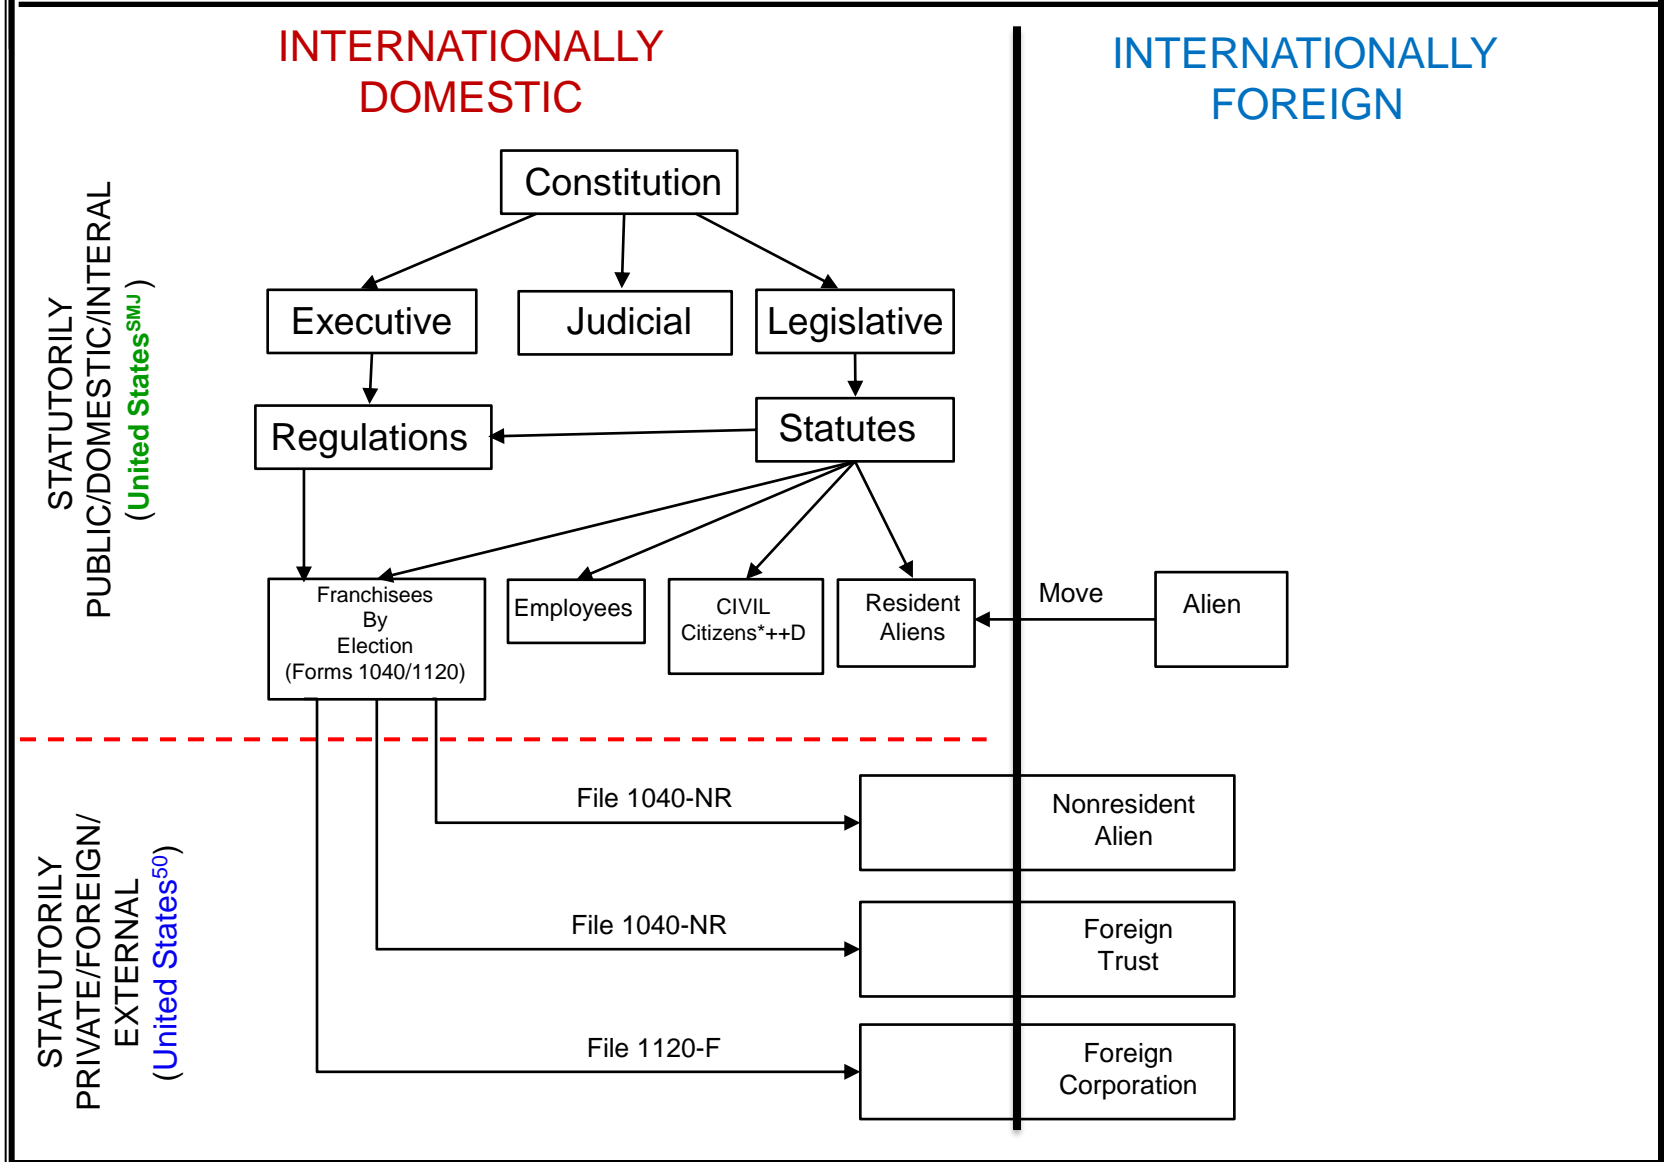 INTERNATIONALLY
DOMESTIC
INTERNATIONALLY
FOREIGN
STATUTORILY
PUBLIC/DOMESTIC/INTERAL
(United StatesSMJ)
Constitution
Executive
Judicial
Legislative
Regulations
Statutes
Franchisees
By
Election
(Forms 1040/1120)
Employees
CIVIL
Citizens*++D
Resident
Aliens
Move
Alien
STATUTORILY
PRIVATE/FOREIGN/
EXTERNAL
(United States50)
File 1040-NR
Nonresident
Alien
File 1040-NR
Foreign
Trust
File 1120-F
Foreign
Corporation